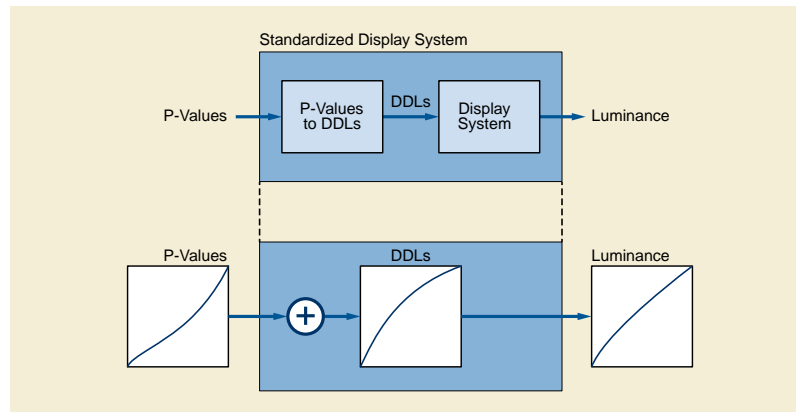 Standardized Display System
P-Values
P-Values
to DDLs
DDLs
Display
System
Luminance
P-Values
DDLs
Luminance
+